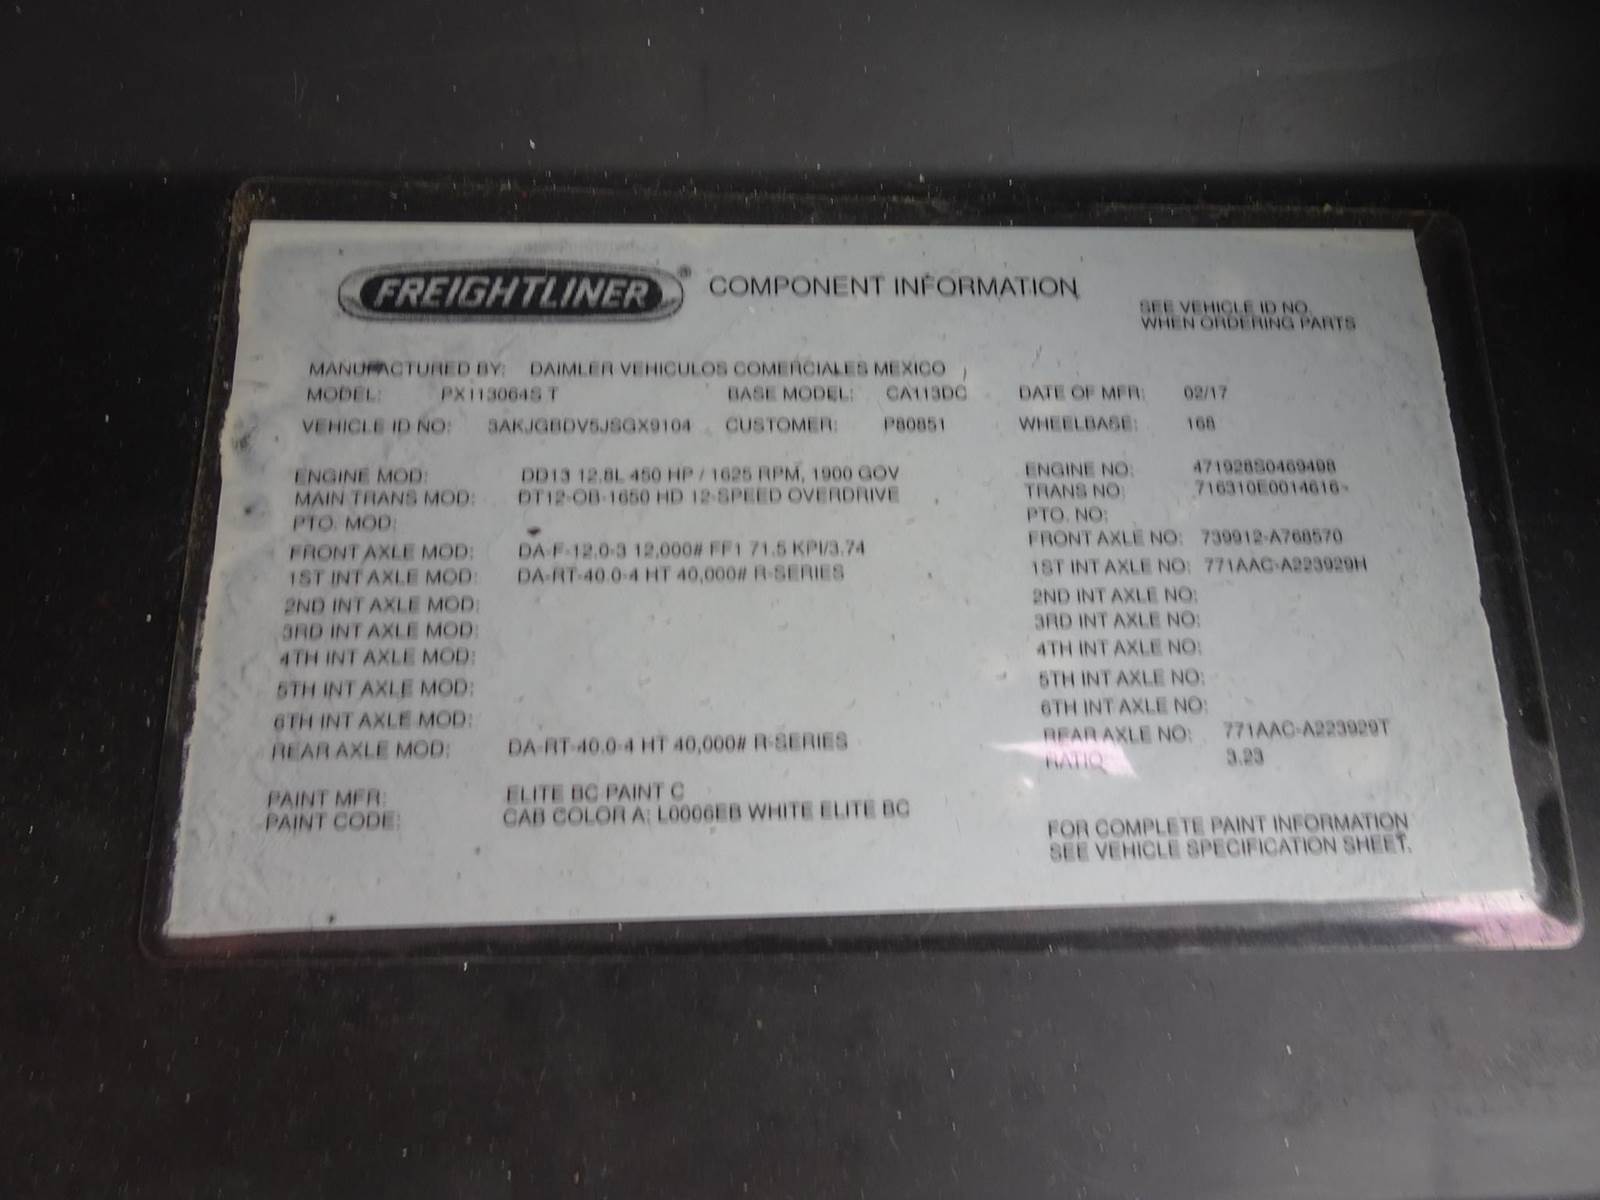 FREIGHTLINER® COMPONENT INFORMATION
SEE VEHICLE ID NO.
WHEN ORDERING PARTS
MANUFACTURED BY: DAIMLER VEHICULOS COMERCIALES MEXICO
MODEL: PX113064S T BASE MODEL: CA113DC DATE OF MFR: 02/17
VEHICLE ID NO: 3AKJGBDV5JSGX9104 CUSTOMER: P80851 WHEELBASE: 168
ENGINE MOD: DD13 12.8L 450 HP / 1625 RPM, 1900 GOV ENGINE NO: 471928S0469498
MAIN TRANS MOD: DT12-OB-1650 HD 12-SPEED OVERDRIVE TRANS NO: 716310E0014616-
PTO. MOD: PTO. NO:
FRONT AXLE MOD: DA-F-12.0-3 12,000# FF1 71.5 KPI/3.74 FRONT AXLE NO: 739912-A768570
1ST INT AXLE MOD: DA-RT-40.0-4 HT 40,000# R-SERIES 1ST INT AXLE NO: 771AAC-A223929H
2ND INT AXLE MOD: 2ND INT AXLE NO:
3RD INT AXLE MOD: 3RD INT AXLE NO:
4TH INT AXLE MOD: 4TH INT AXLE NO:
5TH INT AXLE MOD: 5TH INT AXLE NO:
6TH INT AXLE MOD: 6TH INT AXLE NO:
REAR AXLE MOD: DA-RT-40.0-4 HT 40,000# R-SERIES REAR AXLE NO: 771AAC-A223929T
RATIO 3.23
PAINT MFR: ELITE BC PAINT C
PAINT CODE: CAB COLOR A: L0006EB WHITE ELITE BC
FOR COMPLETE PAINT INFORMATION
SEE VEHICLE SPECIFICATION SHEET.